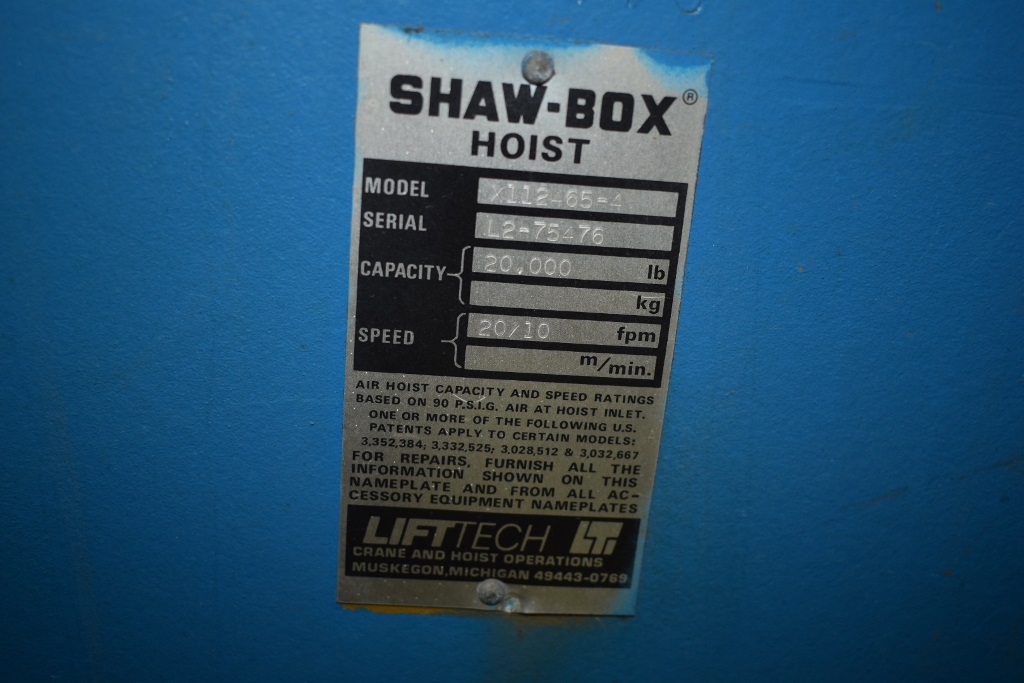 SHAW-BOX®
HOIST
MODEL X112465-4
SERIAL L2-75476
CAPACITY 20,000 lb
kg
SPEED 20/10 fpm
m/min.
AIR HOIST CAPACITY AND SPEED RATINGS
BASED ON 90 P.S.I.G. AIR AT HOIST INLET.
ONE OR MORE OF THE FOLLOWING U.S.
PATENTS APPLY TO CERTAIN MODELS:
3,352,384; 3,332,525; 3,028,512 & 3,032,667
FOR REPAIRS, FURNISH ALL THE
INFORMATION SHOWN ON THIS
NAMEPLATE AND FROM ALL AC-
CESSORY EQUIPMENT NAMEPLATES
LIFTTECH LT
CRANE AND HOIST OPERATIONS
MUSKEGON, MICHIGAN 49443-0769